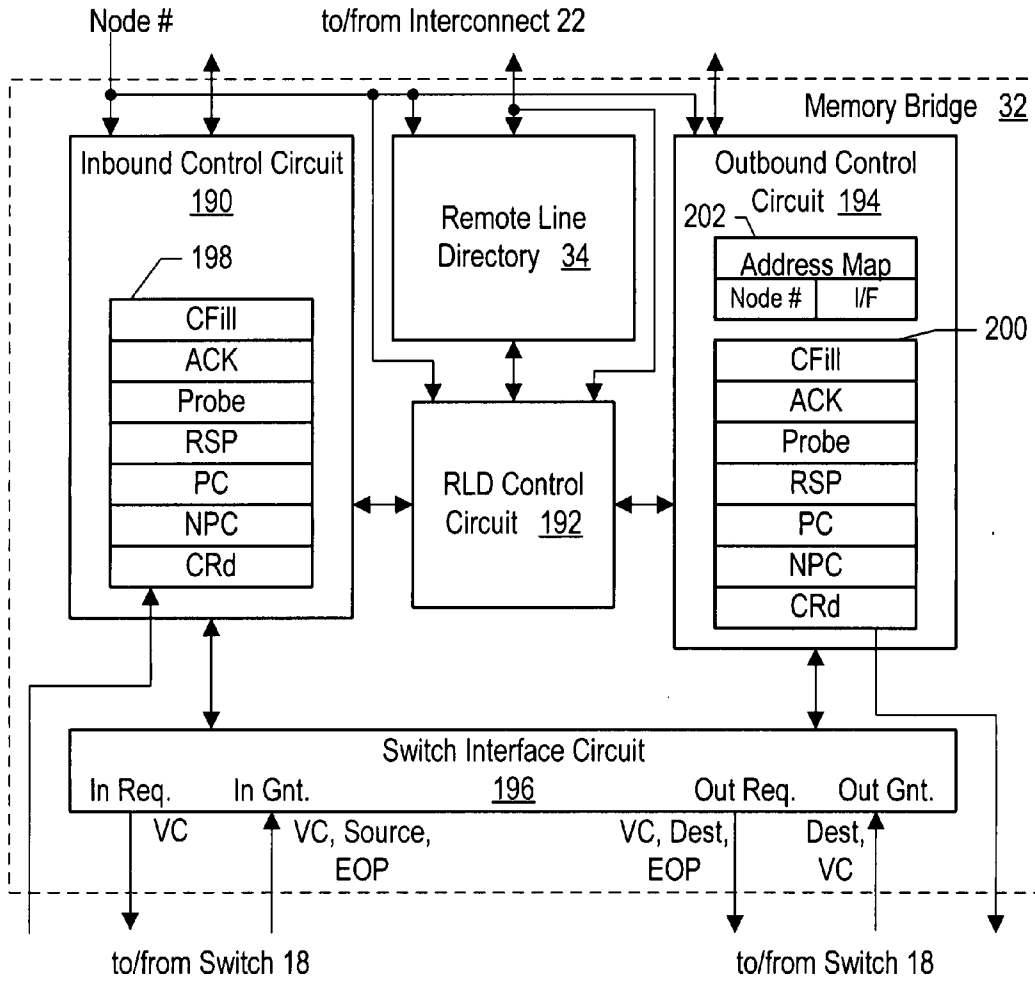 Node #
to/from Interconnect 22
Memory Bridge 32
Inbound Control Circuit
190
198
CFill
ACK
Probe
RSP
PC
NPC
CRd
Remote Line
Directory 34
RLD Control
Circuit 192
Outbound Control
Circuit 194
202
Address Map
Node # I/F
200
CFill
ACK
Probe
RSP
PC
NPC
CRd
Switch Interface Circuit
196
In Req.
In Gnt.
Out Req.
Out Gnt.
VC
VC, Source,
EOP
VC, Dest,
EOP
Dest,
VC
to/from Switch 18
to/from Switch 18